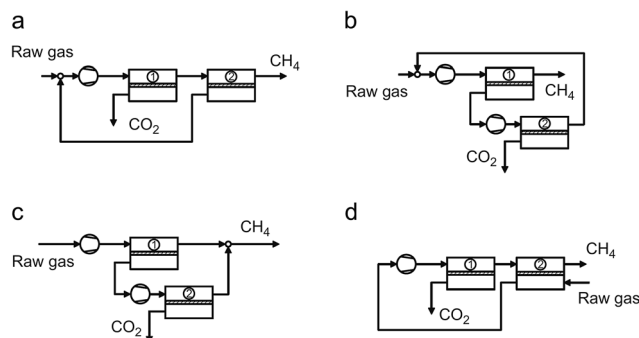 a
Raw gas
① ②
CH₄
CO₂
b
Raw gas
①
CH₄
②
CO₂
c
CH₄
①
Raw gas
②
CO₂
d
CH₄
① ②
Raw gas
CO₂